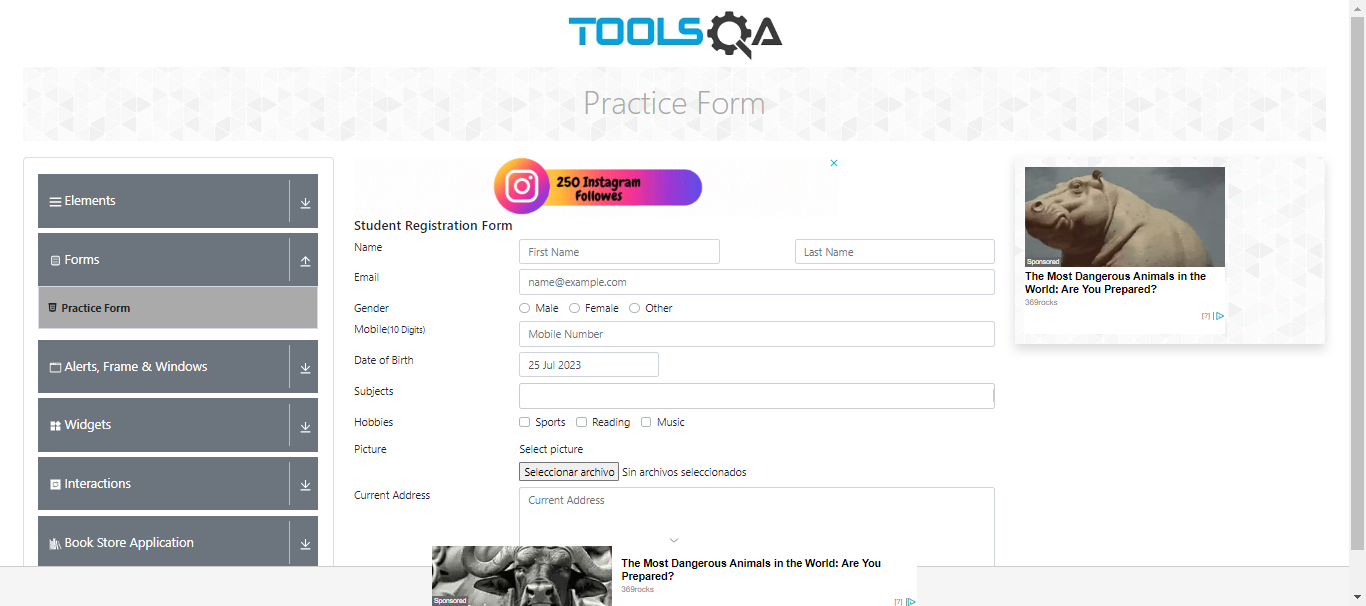 TOOLSQA
Practice Form
Elements
Forms
Practice Form
Alerts, Frame & Windows
Widgets
Interactions
Book Store Application
250 Instagram
Followes
Student Registration Form
Name
First Name
Last Name
Email
name@example.com
Gender
Male
Female
Other
Mobile(10 Digits)
Mobile Number
Date of Birth
25 Jul 2023
Subjects
Hobbies
Sports
Reading
Music
Picture
Select picture
Seleccionar archivo Sin archivos seleccionados
Current Address
Current Address
Sponsored
The Most Dangerous Animals in the
World: Are You Prepared?
369rocks
[?]
Sponsored
The Most Dangerous Animals in the World: Are You
Prepared?
369rocks
[?]